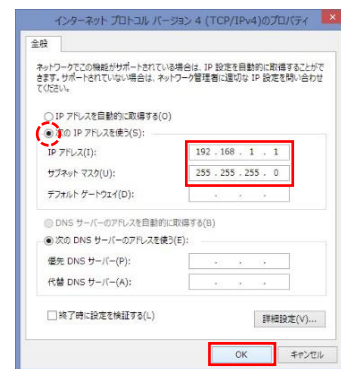 インターネット プロトコル バージョン 4 (TCP/IPv4)のプロパティ
全般
ネットワークでこの機能がサポートされている場合は、IP 設定を自動的に取得することがで
きます。サポートされていない場合は、ネットワーク管理者に適切な IP 設定を問い合わせ
てください。
IP アドレスを自動的に取得する(O)
次の IP アドレスを使う(S):
IP アドレス(I):
192 . 168 . 1 . 1
サブネット マスク(U):
255 . 255 . 255 . 0
デフォルト ゲートウェイ(D):
. . .
DNS サーバーのアドレスを自動的に取得する(B)
次の DNS サーバーのアドレスを使う(E):
優先 DNS サーバー(P):
. . .
代替 DNS サーバー(A):
. . .
終了時に設定を検証する(L)
詳細設定(V)...
OK
キャンセル